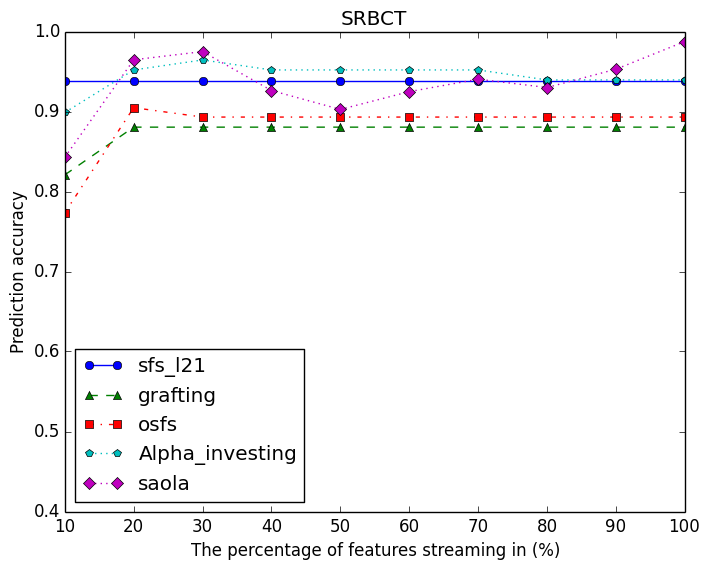 SRBCT
Prediction accuracy
1.0
0.9
0.8
0.7
0.6
0.5
0.4
sfs_l21
grafting
osfs
Alpha_investing
saola
10 20 30 40 50 60 70 80 90 100
The percentage of features streaming in (%)